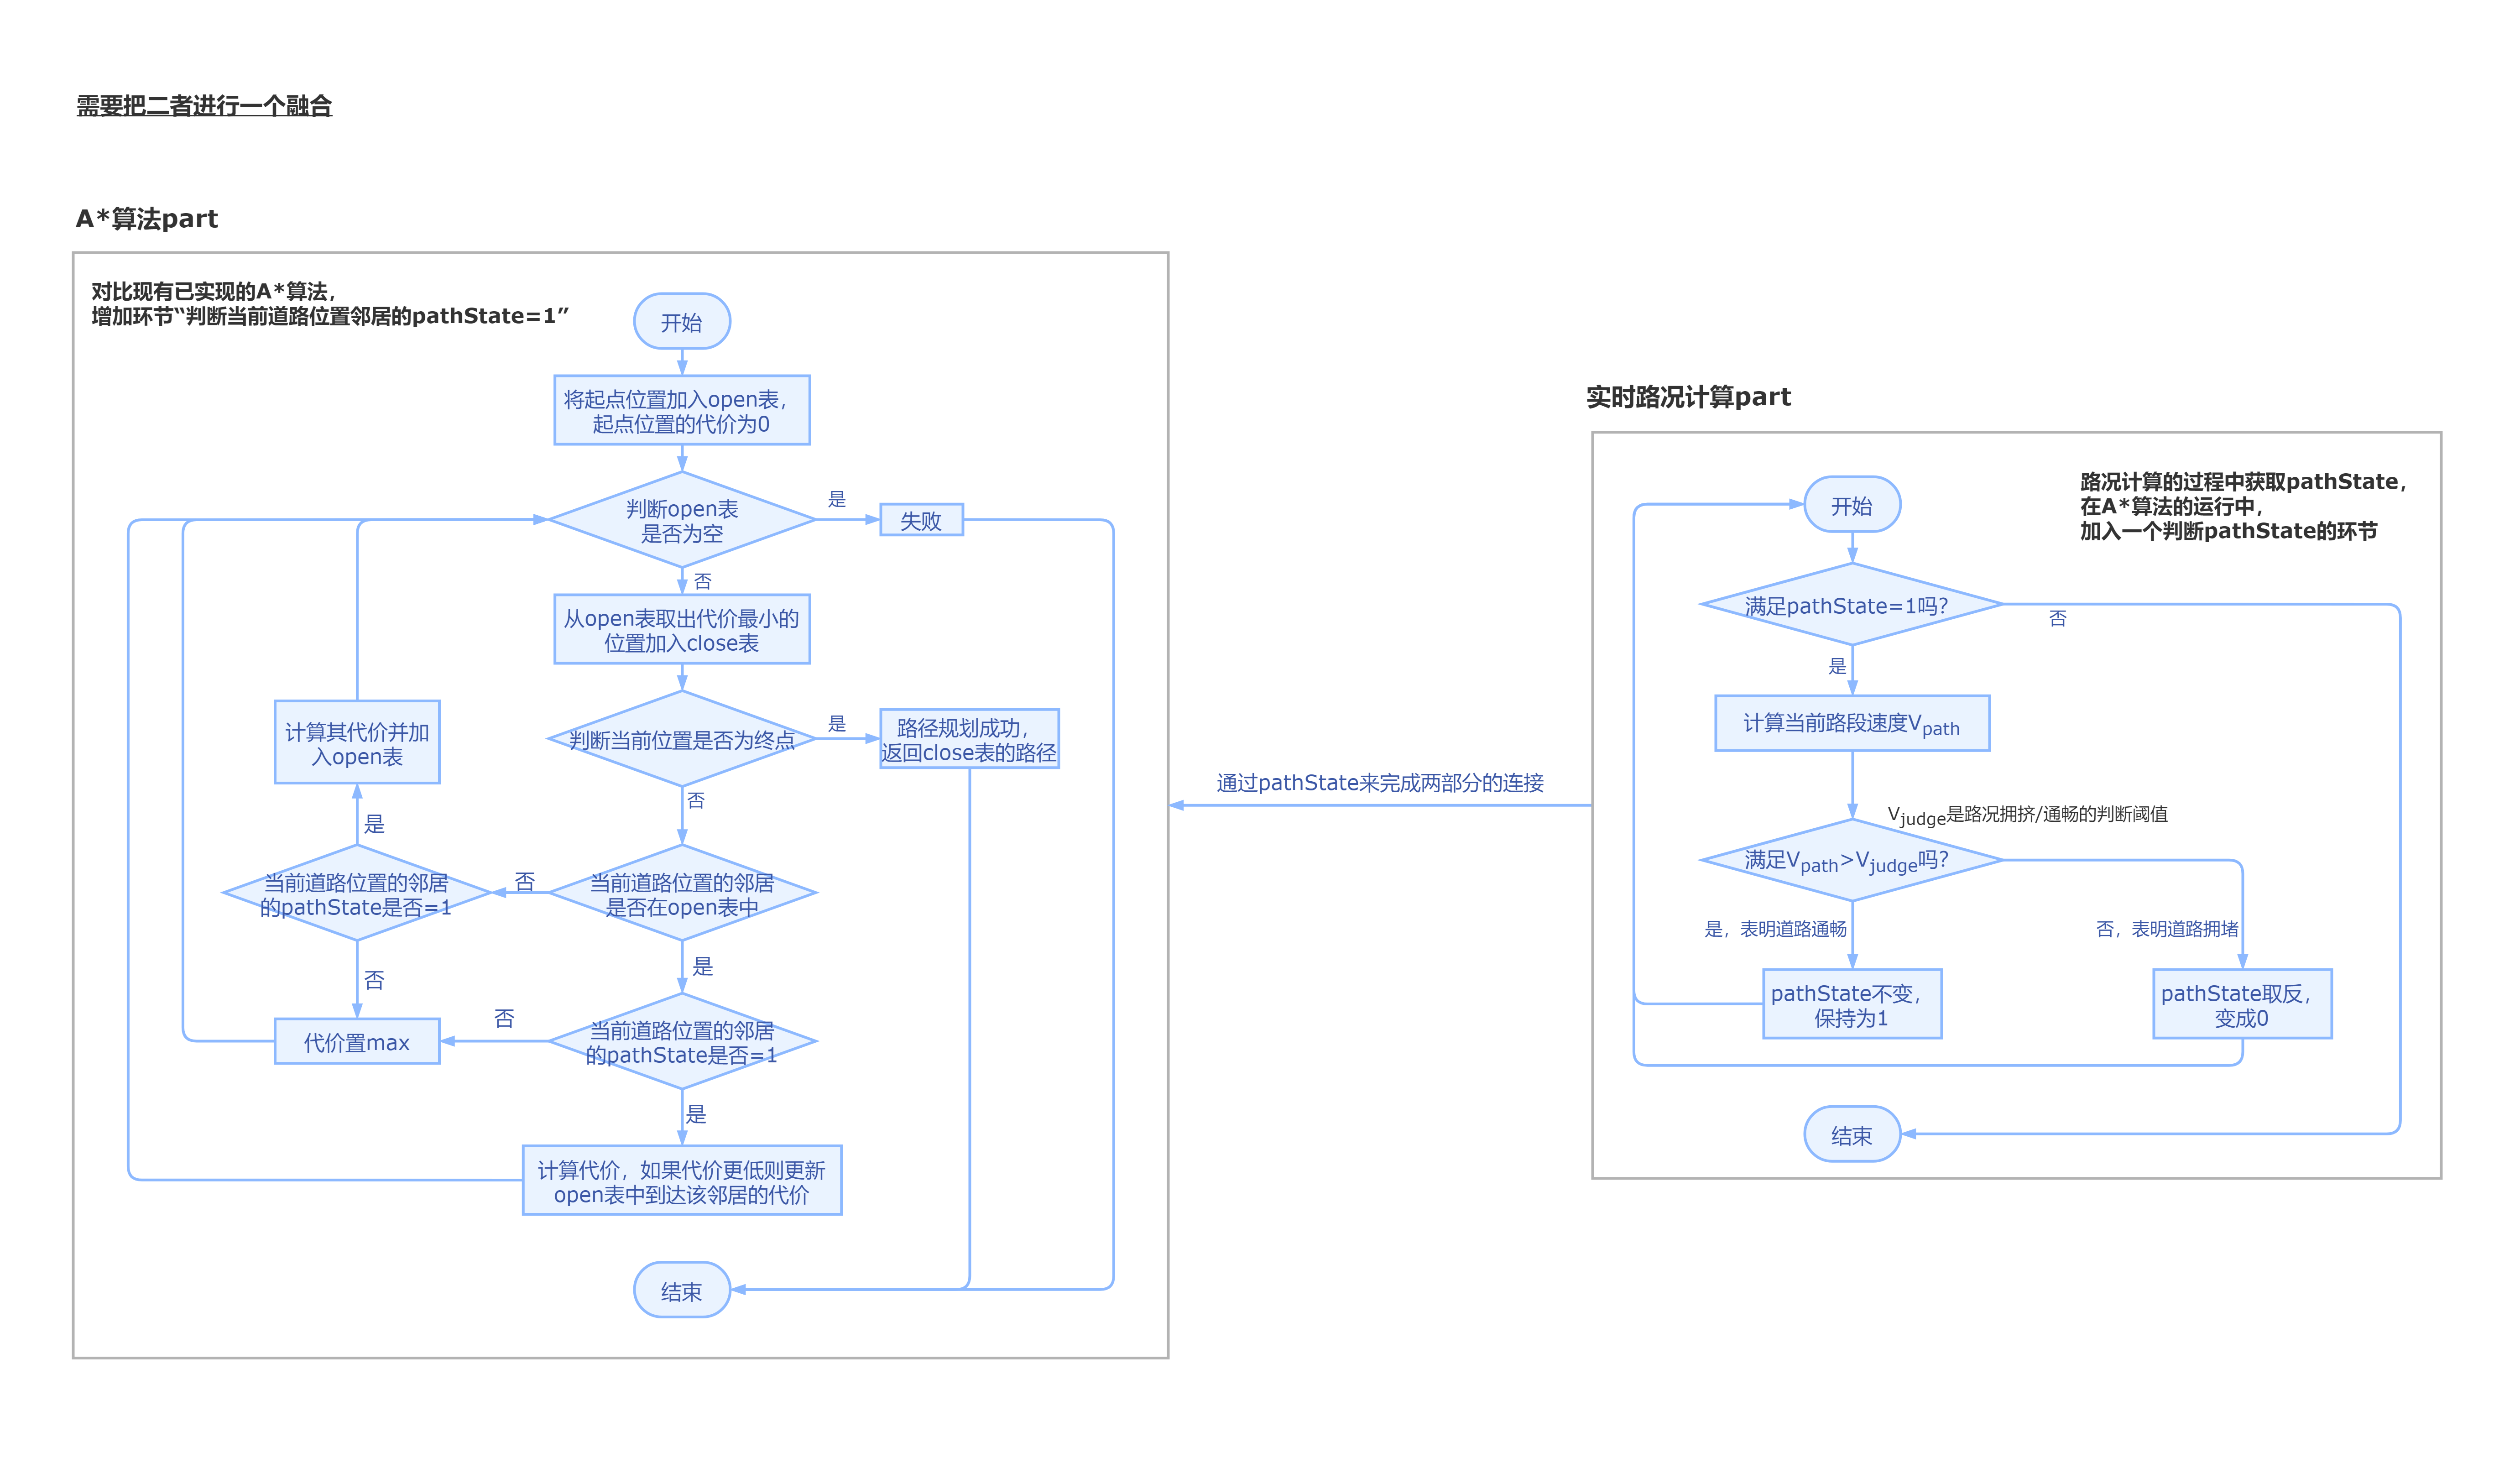 需要把二者进行一个融合
A*算法part
对比现有已实现的A*算法，
增加环节“判断当前道路位置邻居的pathState=1”
开始
将起点位置加入open表，
起点位置的代价为0
判断open表
是否为空
是
失败
否
从open表取出代价最小的
位置加入close表
判断当前位置是否为终点
是
路径规划成功，
返回close表的路径
否
计算其代价并加
入open表
是
当前道路位置的邻居
的pathState是否=1
否
当前道路位置的邻居
是否在open表中
否
是
代价置max
否
当前道路位置的邻居
的pathState是否=1
是
计算代价，如果代价更低则更新
open表中到达该邻居的代价
结束
通过pathState来完成两部分的连接
实时路况计算part
路况计算的过程中获取pathState，
在A*算法的运行中，
加入一个判断pathState的环节
开始
满足pathState=1吗？
否
是
计算当前路段速度Vpath
Vjudge是路况拥挤/通畅的判断阈值
满足Vpath>Vjudge吗？
是，表明道路通畅
否，表明道路拥堵
pathState不变，
保持为1
pathState取反，
变成0
结束